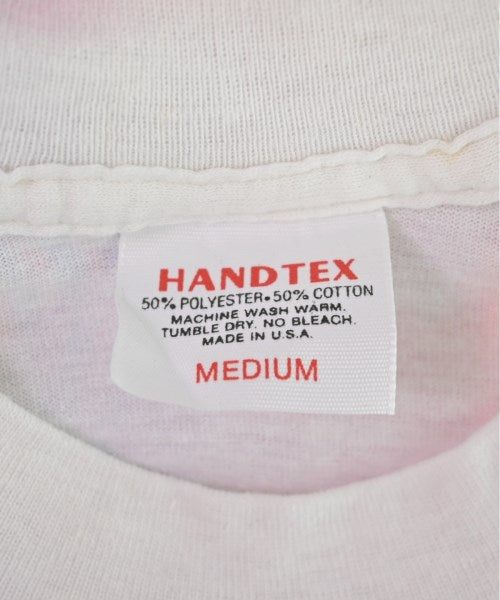 HANDTEX
50% POLYESTER•50% COTTON
MACHINE WASH WARM.
TUMBLE DRY. NO BLEACH.
MADE IN U.S.A.
MEDIUM